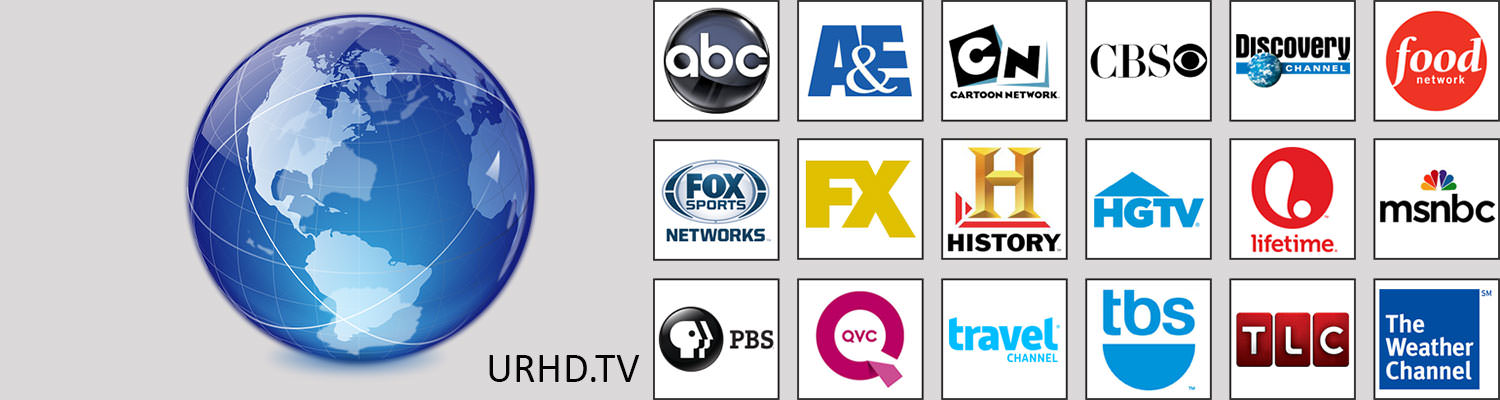 URHD.TV
abc
A&E
CN
CARTOON NETWORK
CBS
DISCOVERY
CHANNEL
food
network
FOX
SPORTS
NETWORKS
FX
H
HISTORY
HGTV
lifetime
msnbc
PBS
QVC
travel
CHANNEL
tbs
TM
TLC
The
Weather
Channel
SM